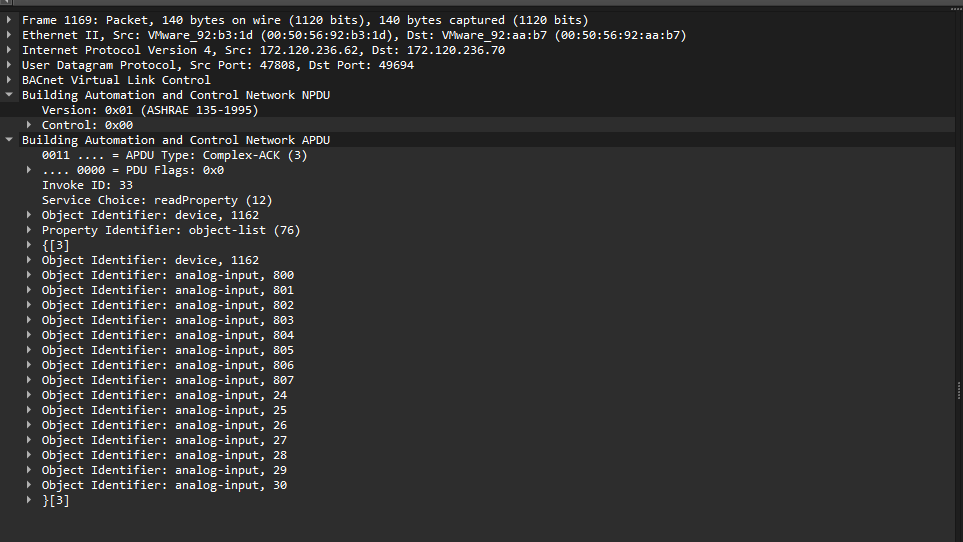 Frame 1169: Packet, 140 bytes on wire (1120 bits), 140 bytes captured (1120 bits)
Ethernet II, Src: VMware_92:b3:1d (00:50:56:92:b3:1d), Dst: VMware_92:aa:b7 (00:50:56:92:aa:b7)
Internet Protocol Version 4, Src: 172.120.236.62, Dst: 172.120.236.70
User Datagram Protocol, Src Port: 47808, Dst Port: 49694
BACnet Virtual Link Control
Building Automation and Control Network NPDU
Version: 0x01 (ASHRAE 135-1995)
Control: 0x00
Building Automation and Control Network APDU
0011 .... = APDU Type: Complex-ACK (3)
.... 0000 = PDU Flags: 0x0
Invoke ID: 33
Service Choice: readProperty (12)
Object Identifier: device, 1162
Property Identifier: object-list (76)
{[3]
Object Identifier: device, 1162
Object Identifier: analog-input, 800
Object Identifier: analog-input, 801
Object Identifier: analog-input, 802
Object Identifier: analog-input, 803
Object Identifier: analog-input, 804
Object Identifier: analog-input, 805
Object Identifier: analog-input, 806
Object Identifier: analog-input, 807
Object Identifier: analog-input, 24
Object Identifier: analog-input, 25
Object Identifier: analog-input, 26
Object Identifier: analog-input, 27
Object Identifier: analog-input, 28
Object Identifier: analog-input, 29
Object Identifier: analog-input, 30
}[3]